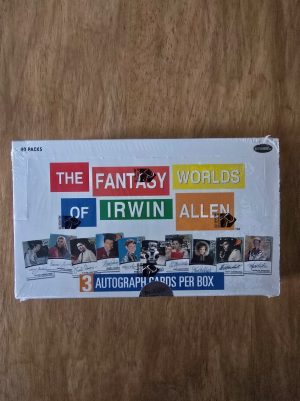 40 PACKS
THE FANTASY WORLDS
OF IRWIN ALLEN
3 AUTOGRAPH CARDS PER BOX